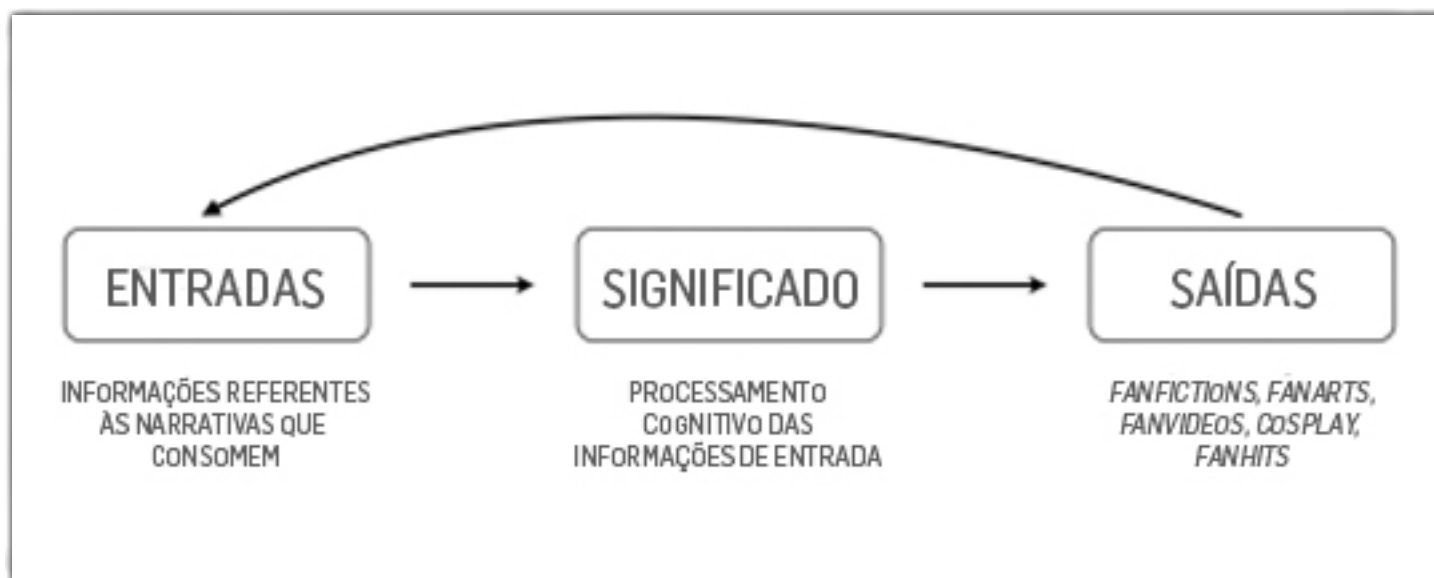 ENTRADAS
SIGNIFICADO
SAÍDAS
INFORMAÇÕES REFERENTES
ÀS NARRATIVAS QUE
CONSOMEM
PROCESSAMENTO
COGNITIVO DAS
INFORMAÇÕES DE ENTRADA
FANFICTIONS, FANARTS,
FANVIDEOS, COSPLAY,
FANHITS